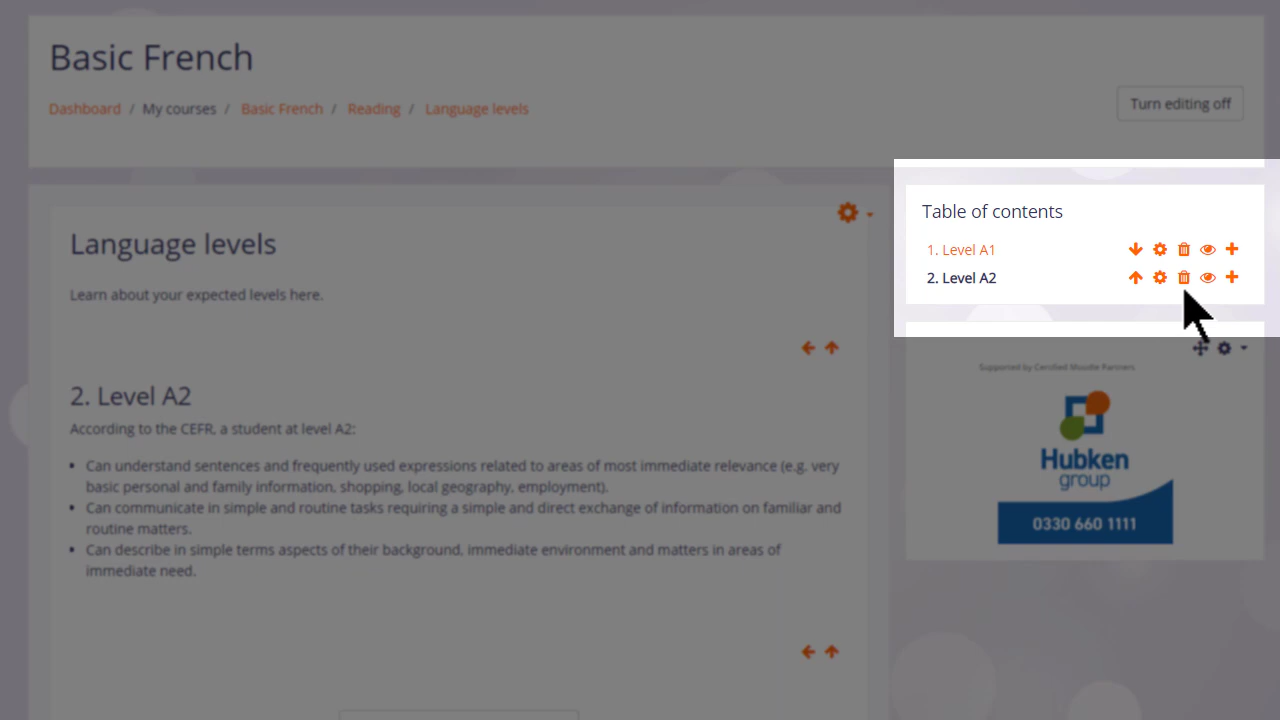 Basic French
Dashboard / My courses / Basic French / Reading / Language levels
Turn editing off
Language levels
Learn about your expected levels here.
2. Level A2
According to the CEFR, a student at level A2:
• Can understand sentences and frequently used expressions related to areas of most immediate relevance (e.g. very
basic personal and family information, shopping, local geography, employment).
• Can communicate in simple and routine tasks requiring a simple and direct exchange of information on familiar and
routine matters.
• Can describe in simple terms aspects of their background, immediate environment and matters in areas of
immediate need.
Table of contents
1. Level A1
2. Level A2
Supported by Certified Moodle Partners
Hubken
group
0330 660 1111